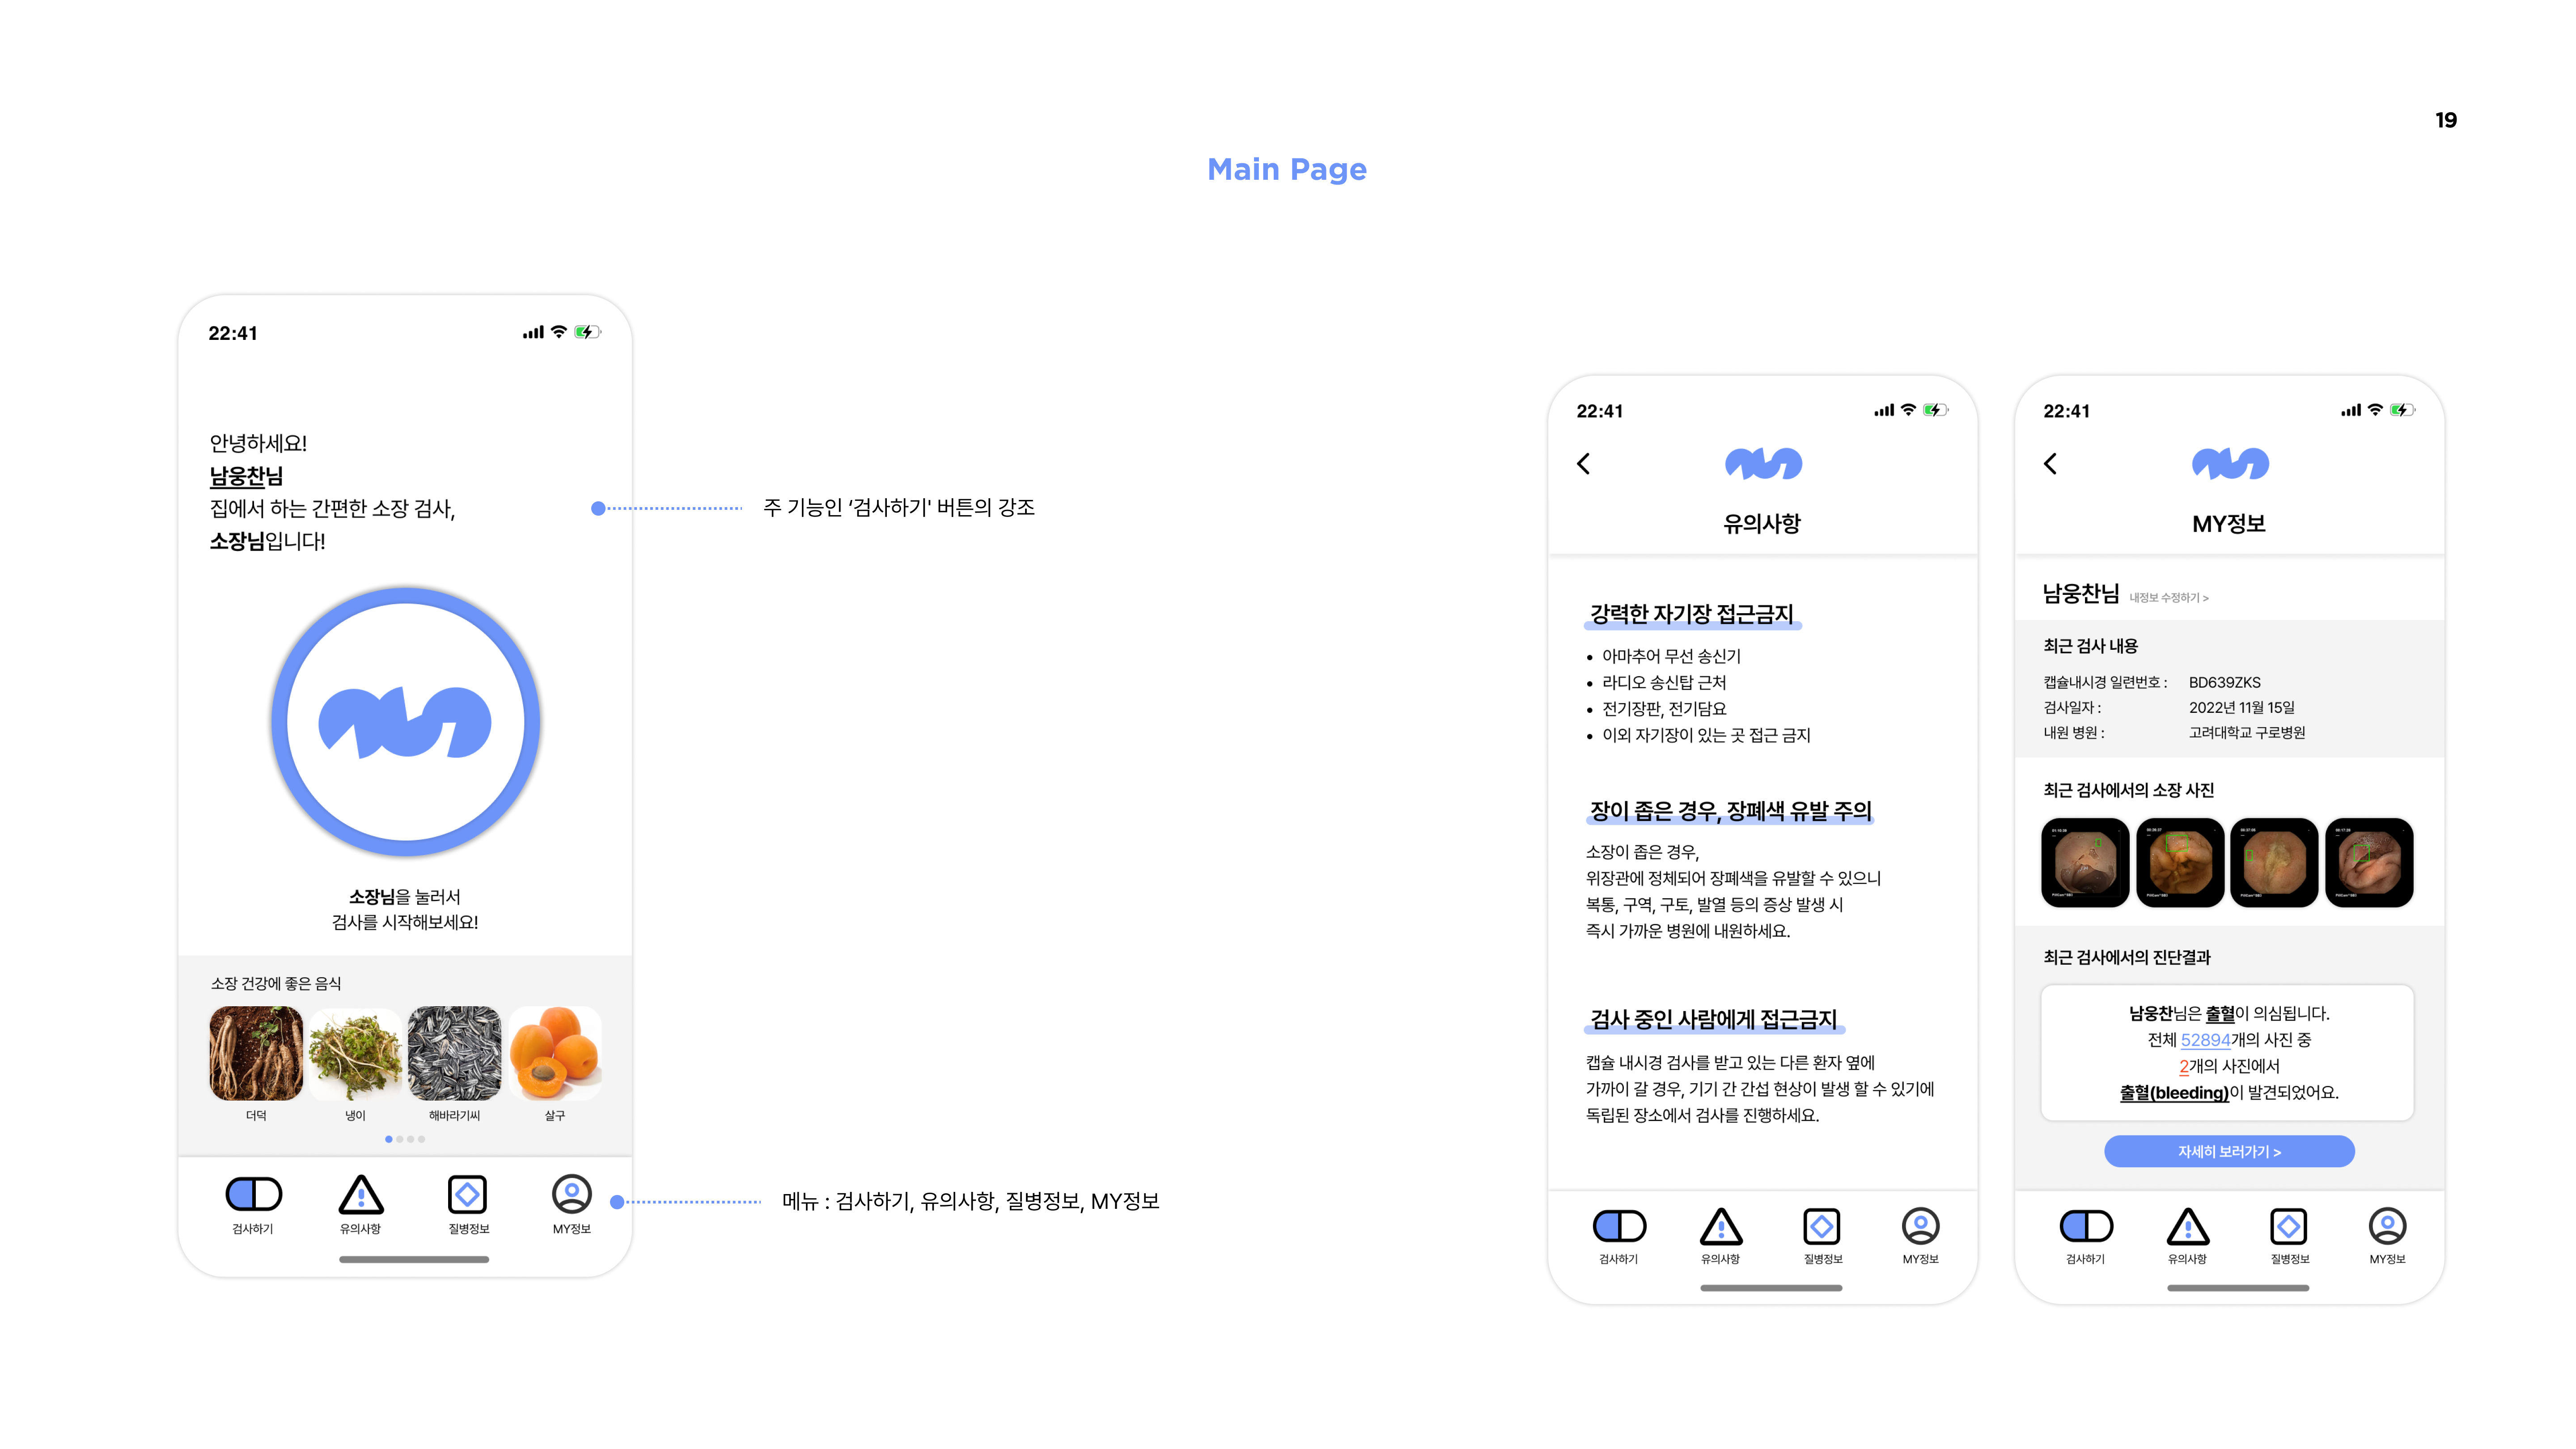 19
Main Page
22:41
안녕하세요!
남웅찬님
집에서 하는 간편한 소장 검사,
소장님입니다!
소장님을 눌러서
검사를 시작해보세요!
소장 건강에 좋은 음식
더덕 냉이 해바라기씨 살구
검사하기 유의사항 질병정보 MY정보
주 기능인 ‘검사하기' 버튼의 강조
메뉴 : 검사하기, 유의사항, 질병정보, MY정보
22:41
유의사항
강력한 자기장 접근금지
• 아마추어 무선 송신기
• 라디오 송신탑 근처
• 전기장판, 전기담요
• 이외 자기장이 있는 곳 접근 금지
장이 좁은 경우, 장폐색 유발 주의
소장이 좁은 경우,
위장관에 정체되어 장폐색을 유발할 수 있으니
복통, 구역, 구토, 발열 등의 증상 발생 시
즉시 가까운 병원에 내원하세요.
검사 중인 사람에게 접근금지
캡슐 내시경 검사를 받고 있는 다른 환자 옆에
가까이 갈 경우, 기기 간 간섭 현상이 발생 할 수 있기에
독립된 장소에서 검사를 진행하세요.
검사하기 유의사항 질병정보 MY정보
22:41
MY정보
남웅찬님 내정보 수정하기 >
최근 검사 내용
캡슐내시경 일련번호 : BD639ZKS
검사일자 : 2022년 11월 15일
내원 병원 : 고려대학교 구로병원
최근 검사에서의 소장 사진
최근 검사에서의 진단결과
남웅찬님은 출혈이 의심됩니다.
전체 52894개의 사진 중
2개의 사진에서
출혈(bleeding)이 발견되었어요.
자세히 보러가기 >
검사하기 유의사항 질병정보 MY정보